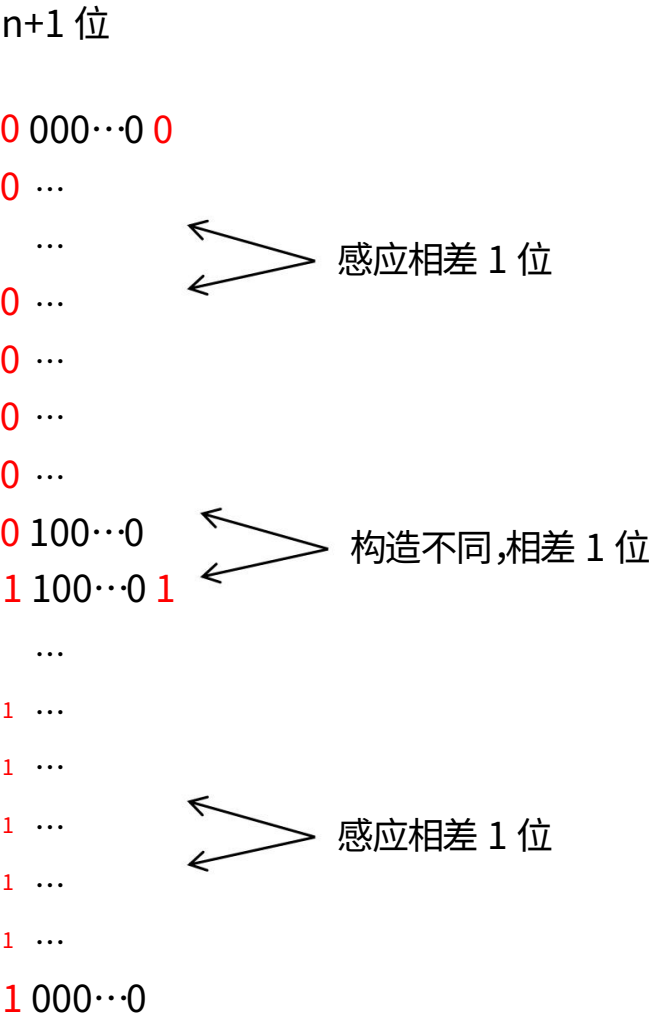 n+1 位
0 000…0 0
0 …
…
感应相差 1 位
0 …
0 …
0 …
0 …
0 100…0
构造不同,相差 1 位
1 100…0 1
…
1 …
1 …
1 …
感应相差 1 位
1 …
1 …
1 000…0